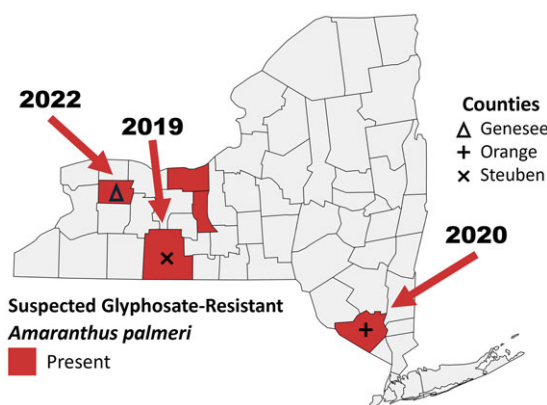 2022
2019
Counties
Genesee
Orange
Steuben
2020
Suspected Glyphosate-Resistant
Amaranthus palmeri
Present